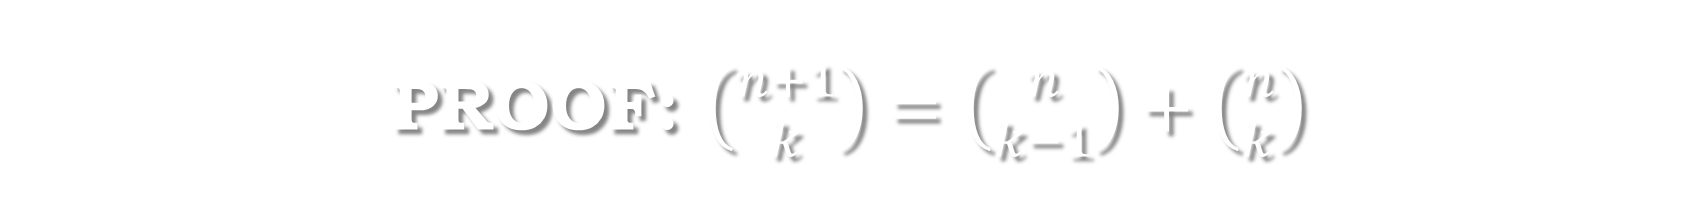 PROOF: \binom{n+1}{k} = \binom{n}{k-1} + \binom{n}{k}